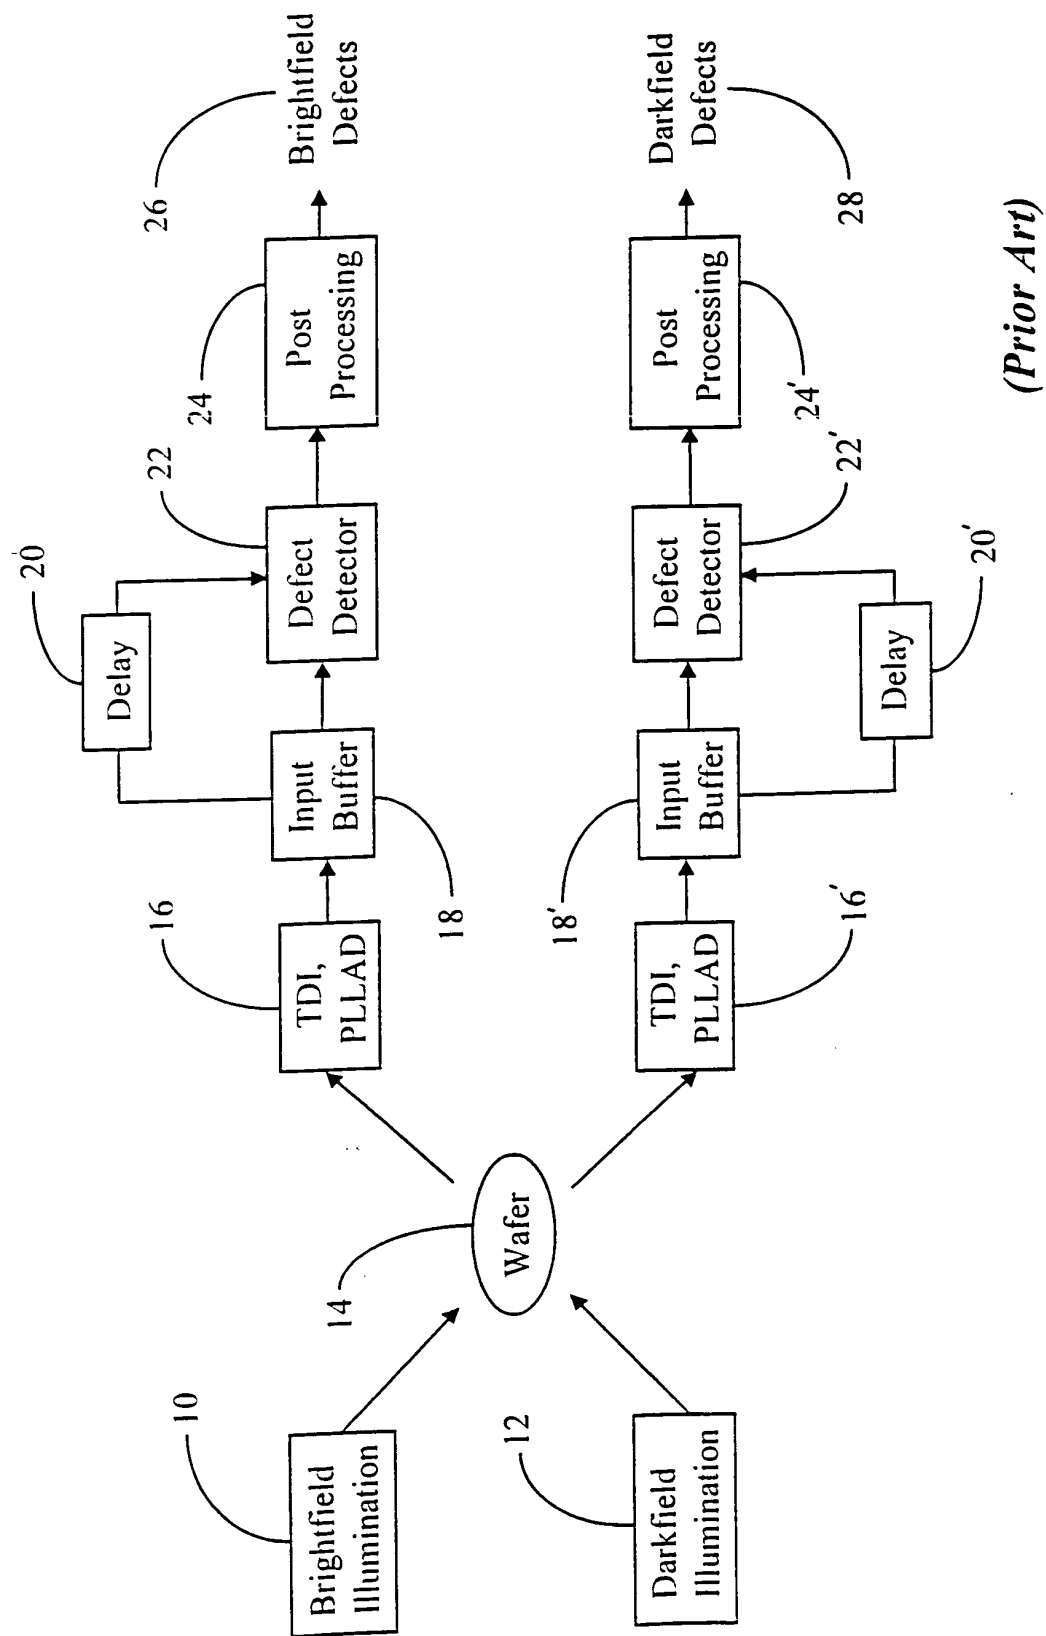 10
Brightfield
Illumination
12
Darkfield
Illumination
14
Wafer
16
TDI,
PLLAD
18
Input
Buffer
20
Delay
22
Defect
Detector
24
Post
Processing
26
Brightfield
Defects
16'
TDI,
PLLAD
18'
Input
Buffer
20'
Delay
22'
Defect
Detector
24'
Post
Processing
28
Darkfield
Defects
(Prior Art)